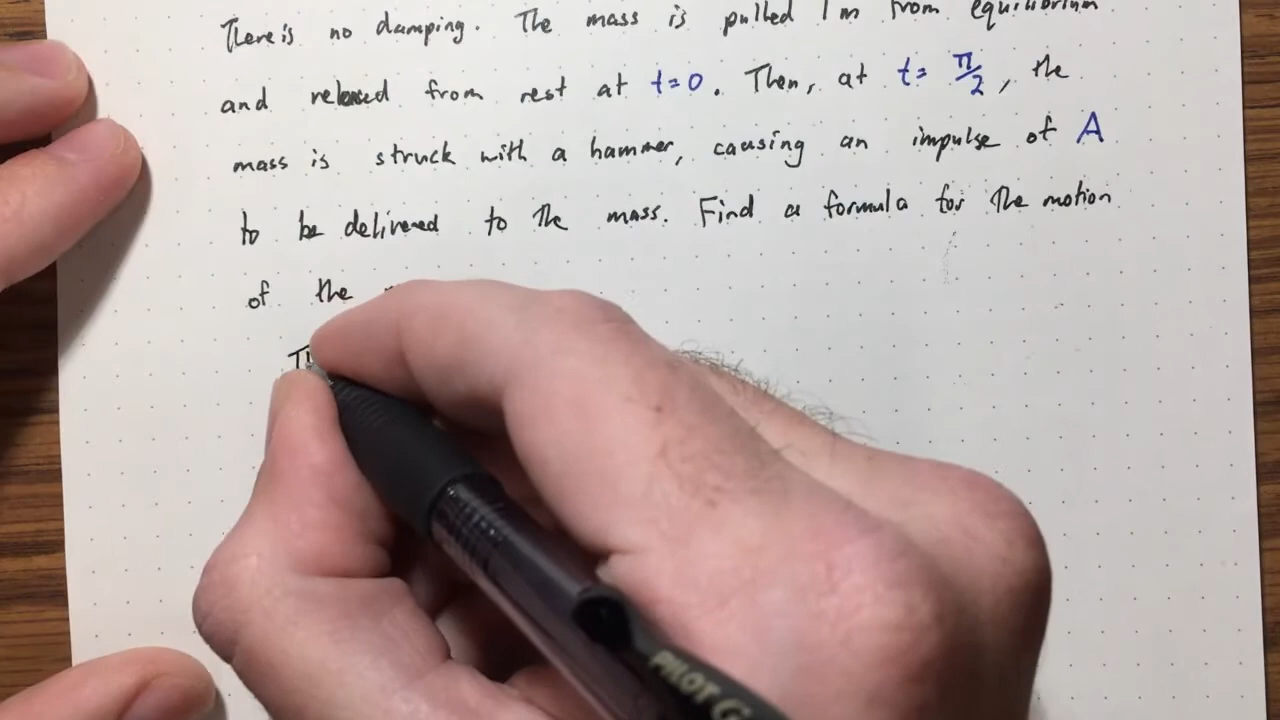 There is no damping. The mass is pulled 1m from equilibrium
and released from rest at t=0. Then, at t= π/2, the
mass is struck with a hammer, causing an impulse of A
to be delivered to the mass. Find a formula for the motion
of the
PILOT G